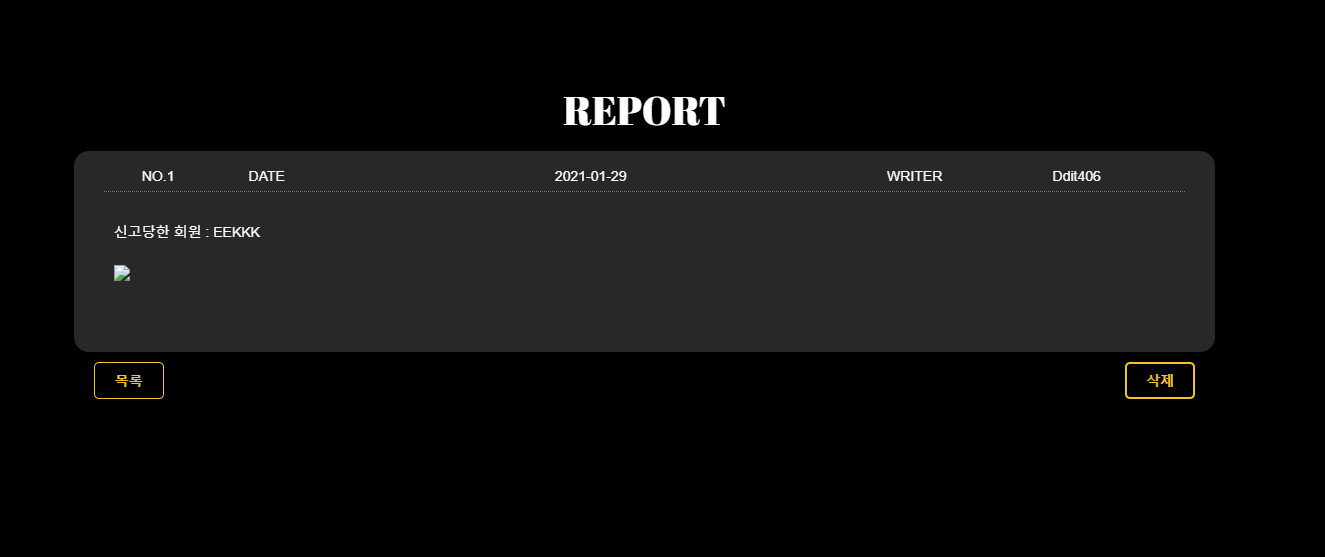 REPORT
NO.1 DATE 2021-01-29 WRITER Ddit406
신고당한 회원 : EEKKK
목록 삭제